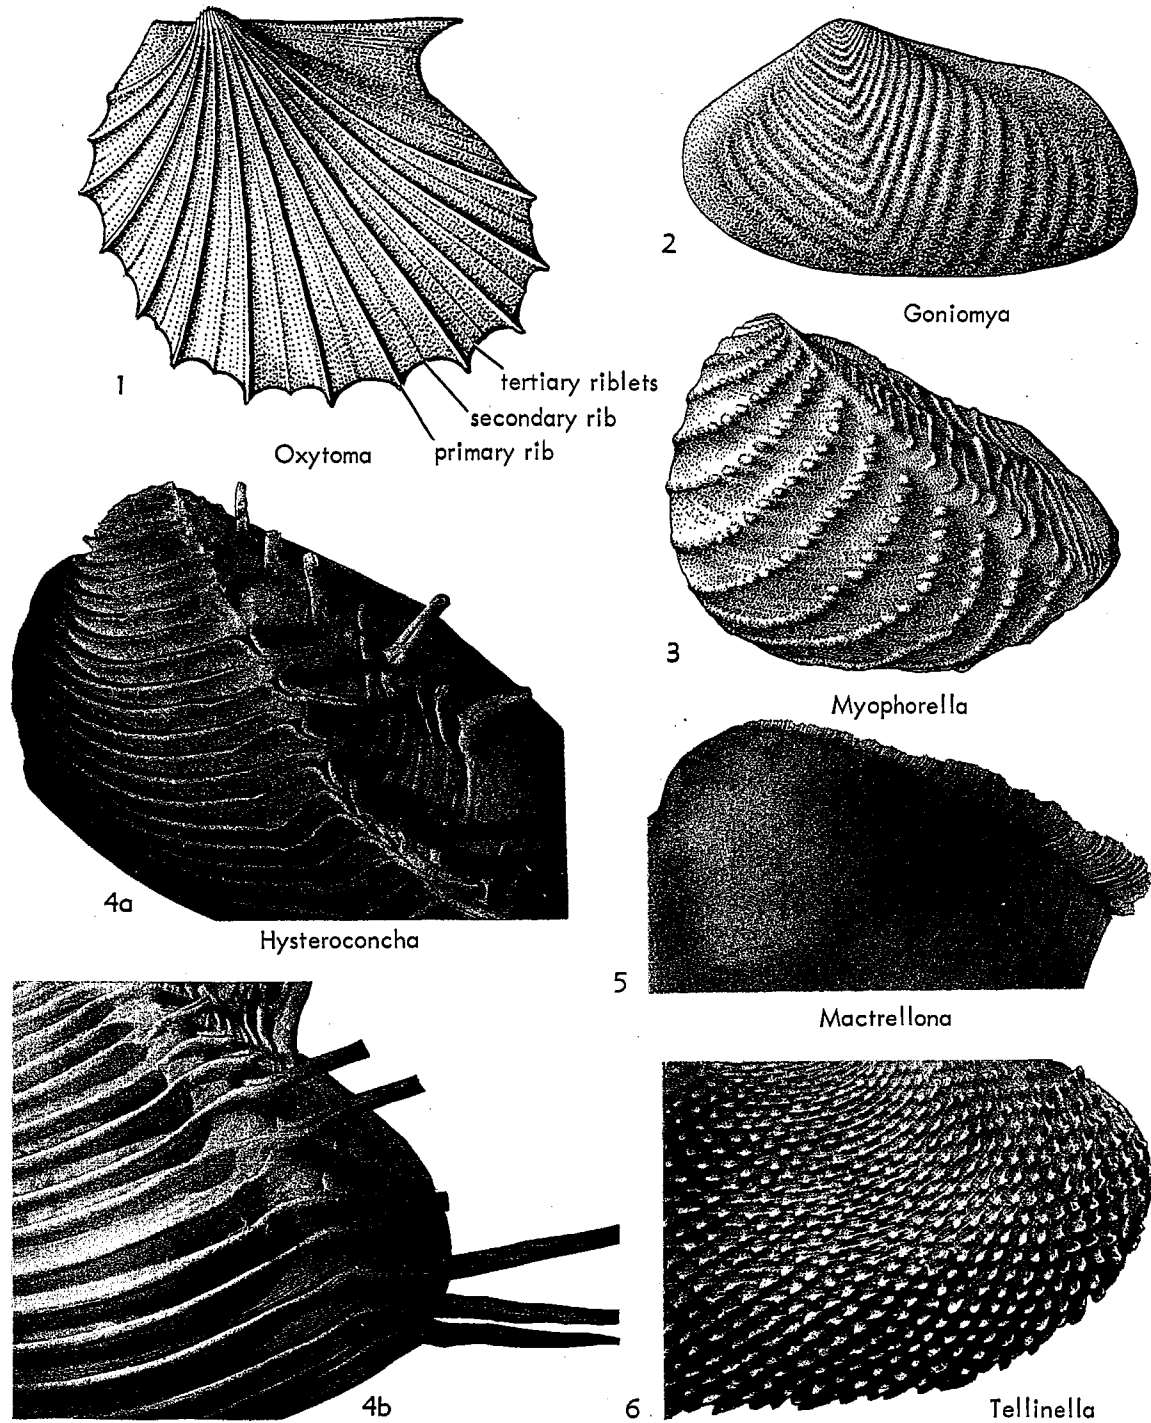 1
tertiary riblets
secondary rib
primary rib
Oxytoma
2
Goniomya
3
Myophorella
4a
Hysteroconcha
5
Mactrellona
4b
6
Tellinella